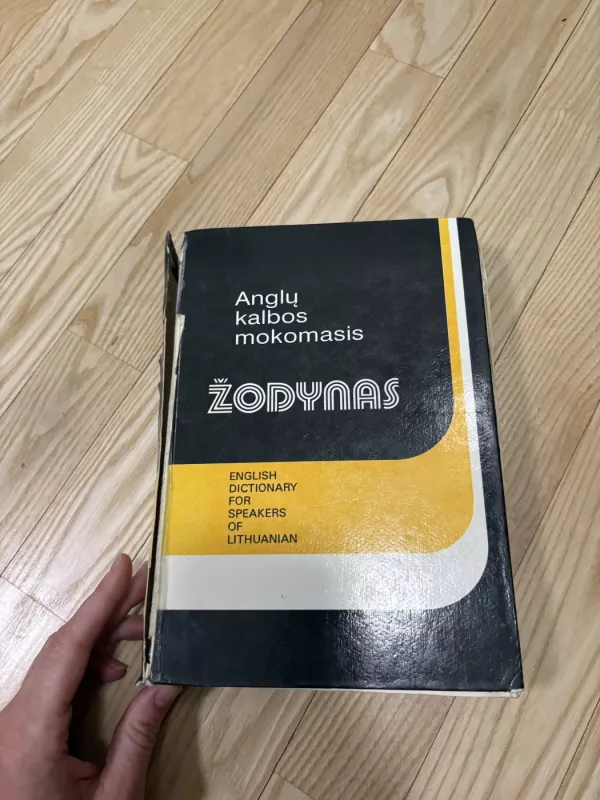 Anglų
kalbos
mokomasis
ŽODYNAS
ENGLISH
DICTIONARY
FOR
SPEAKERS
OF
LITHUANIAN